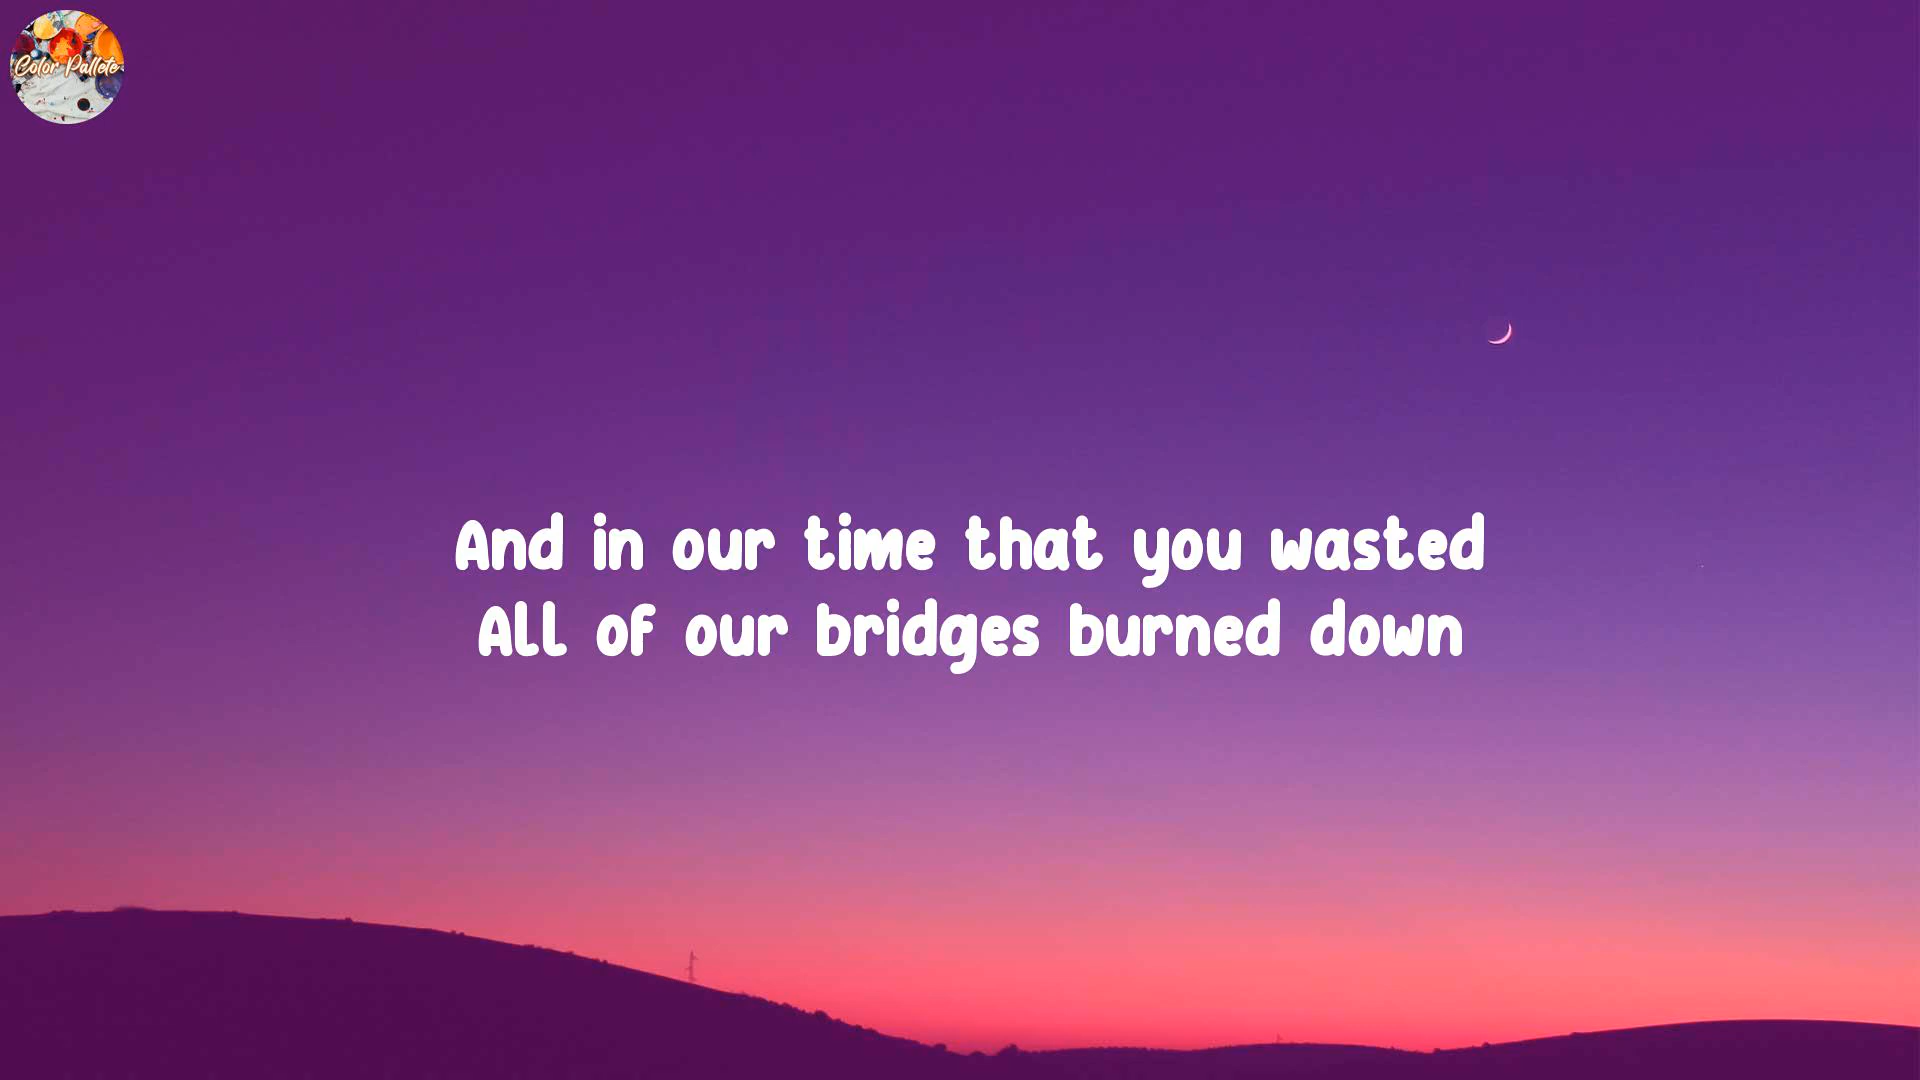 Color Pallete
And in our time that you wasted
All of our bridges burned down